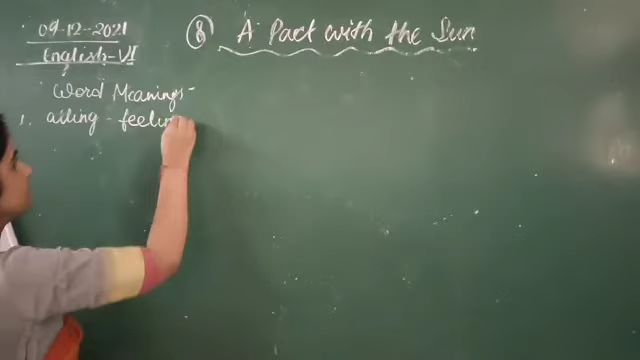 09-12-2021
English-VI
⑧ A Pact with the Sun
Word Meanings-
1. ailing - feelin